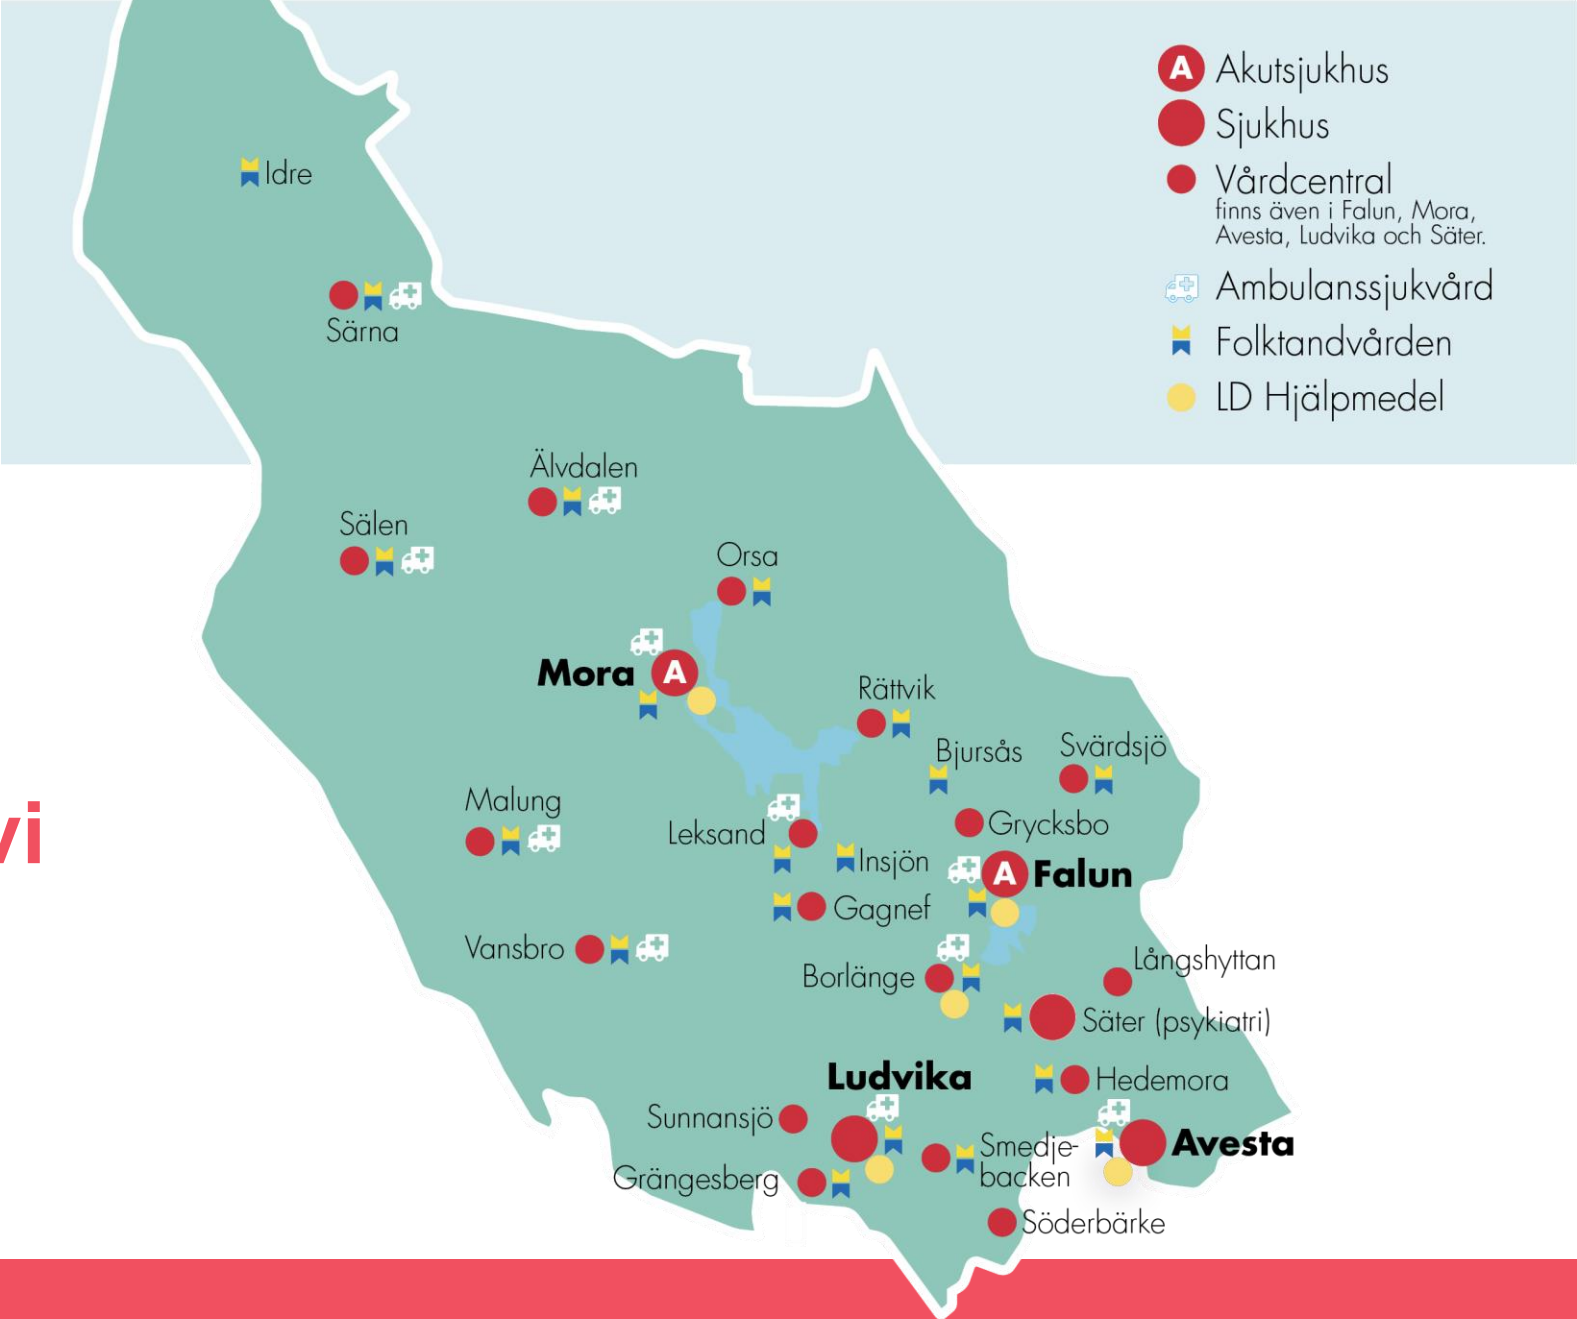 A Akutsjukhus
Sjukhus
Vårdcentral
finns även i Falun, Mora,
Avesta, Ludvika och Säter.
Ambulanssjukvård
Folktandvården
LD Hjälpmedel
Idre
Särna
Älvdalen
Sälen
Orsa
Mora A
Rättvik
Bjursås
Svärdsjö
Malung
Leksand
Grycksbo
Insjön
A Falun
Gagnef
Vansbro
Borlänge
Långshyttan
Säter (psykiatri)
Ludvika
Hedemora
Sunnansjö
Smedje-
backen
Avesta
Grängesberg
Söderbärke
vi